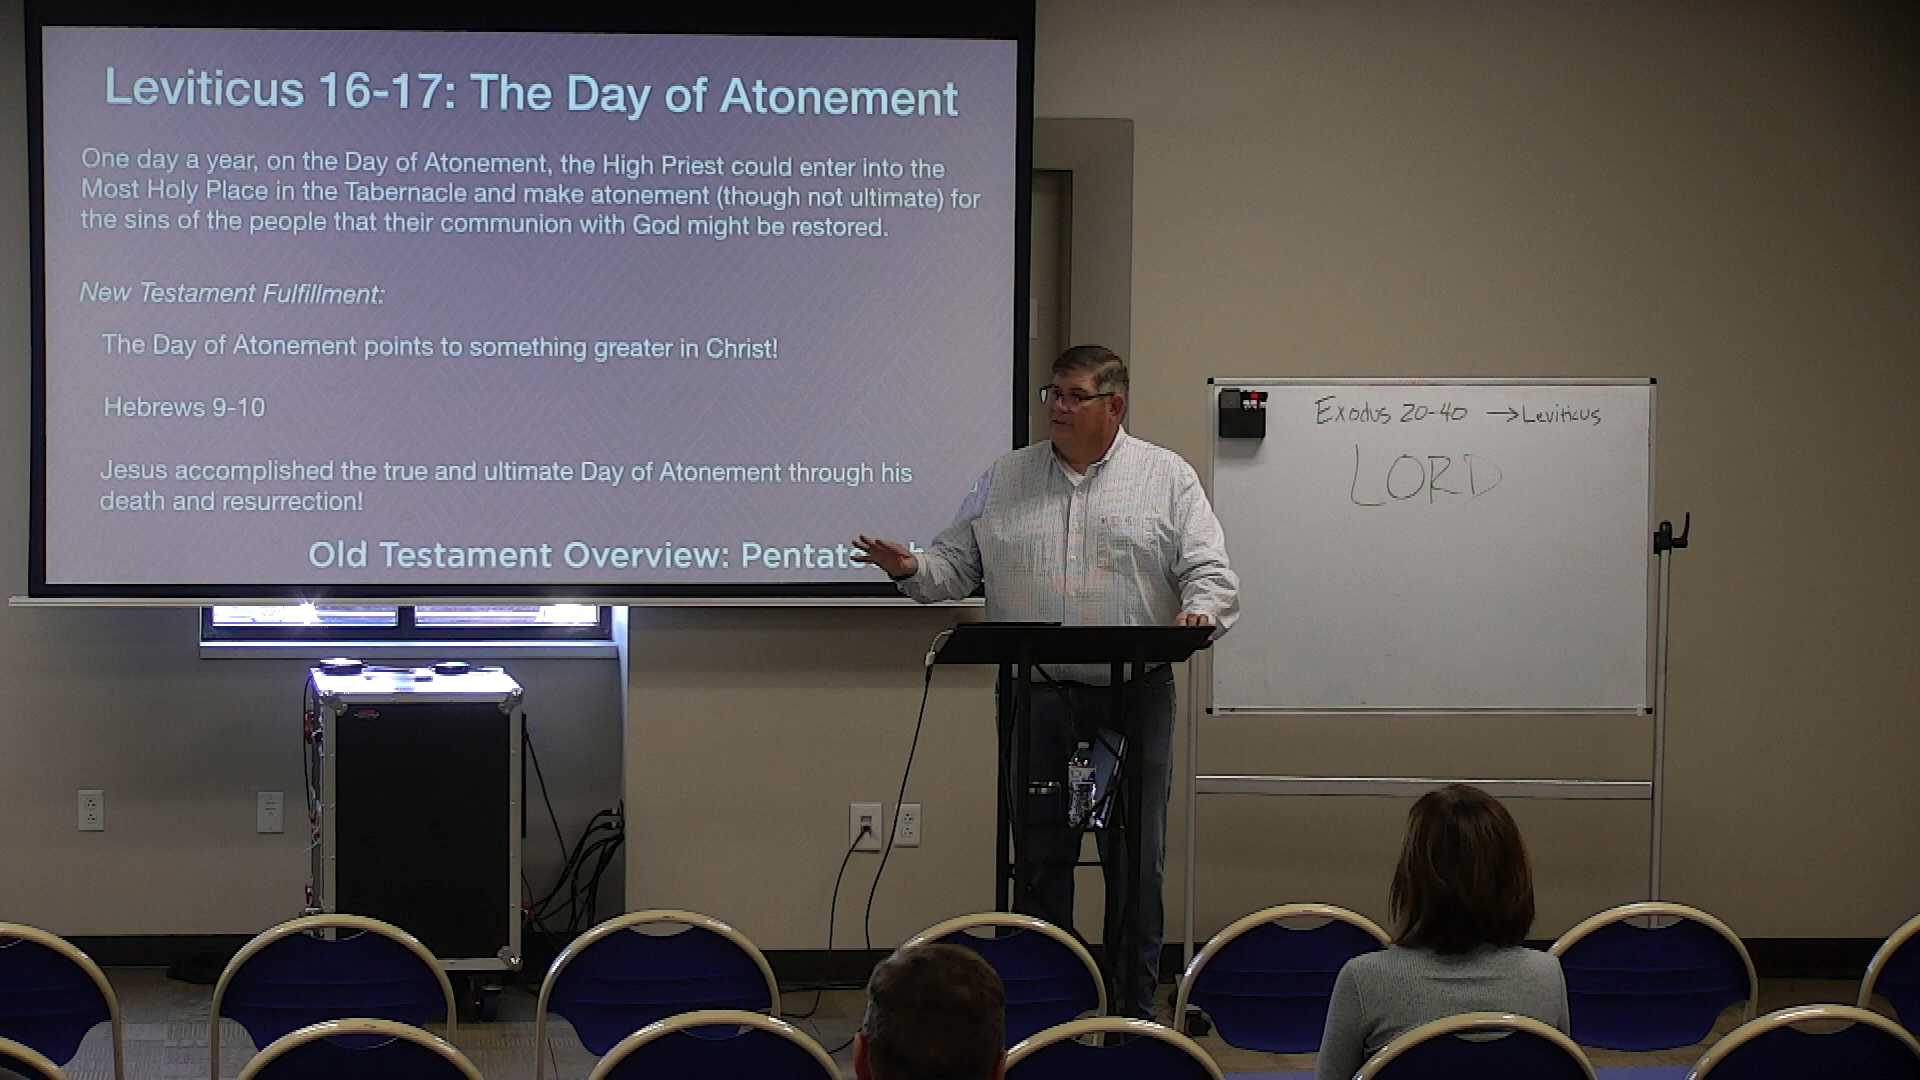 Leviticus 16-17: The Day of Atonement
One day a year, on the Day of Atonement, the High Priest could enter into the
Most Holy Place in the Tabernacle and make atonement (though not ultimate) for
the sins of the people that their communion with God might be restored.
New Testament Fulfillment:
The Day of Atonement points to something greater in Christ!
Hebrews 9-10
Jesus accomplished the true and ultimate Day of Atonement through his
death and resurrection!
Old Testament Overview:
Exodus 20-40 → Leviticus
LORD